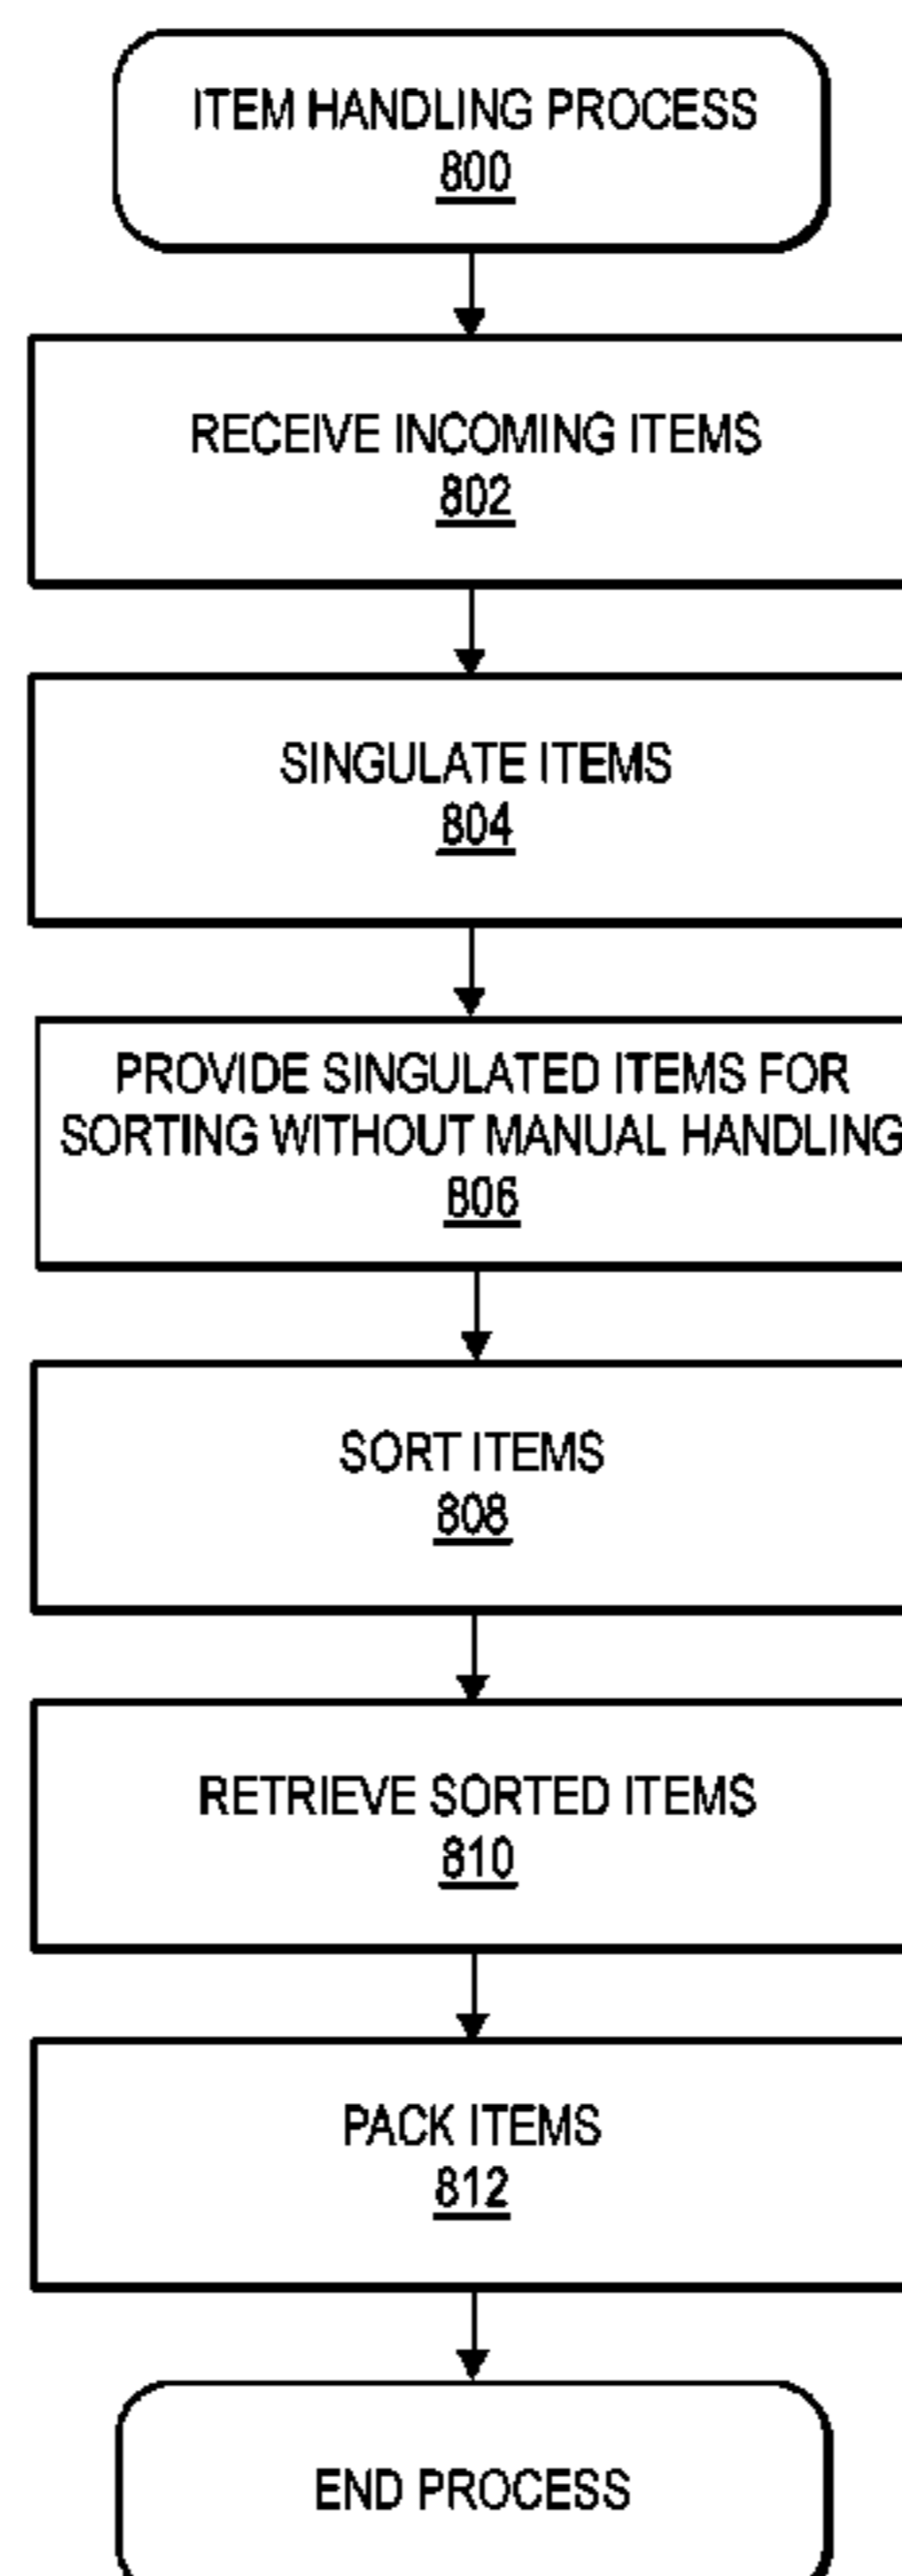 ITEM HANDLING PROCESS
800
RECEIVE INCOMING ITEMS
802
SINGULATE ITEMS
804
PROVIDE SINGULATED ITEMS FOR
SORTING WITHOUT MANUAL HANDLING
806
SORT ITEMS
808
RETRIEVE SORTED ITEMS
810
PACK ITEMS
812
END PROCESS